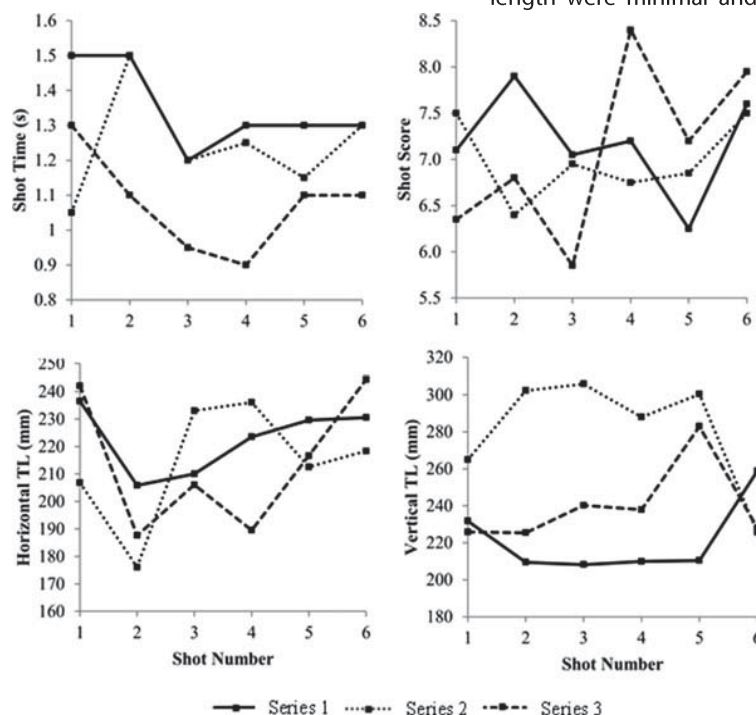 length were minimal and
Shot Time (s)
1.6
1.5
1.4
1.3
1.2
1.1
1
0.9
0.8
1 2 3 4 5 6
Shot Score
8.5
8.0
7.5
7.0
6.5
6.0
5.5
1 2 3 4 5 6
Horizontal TL (mm)
250
240
230
220
210
200
190
180
170
160
1 2 3 4 5 6
Shot Number
Vertical TL (mm)
320
300
280
260
240
220
200
180
1 2 3 4 5 6
Shot Number
Series 1 Series 2 Series 3